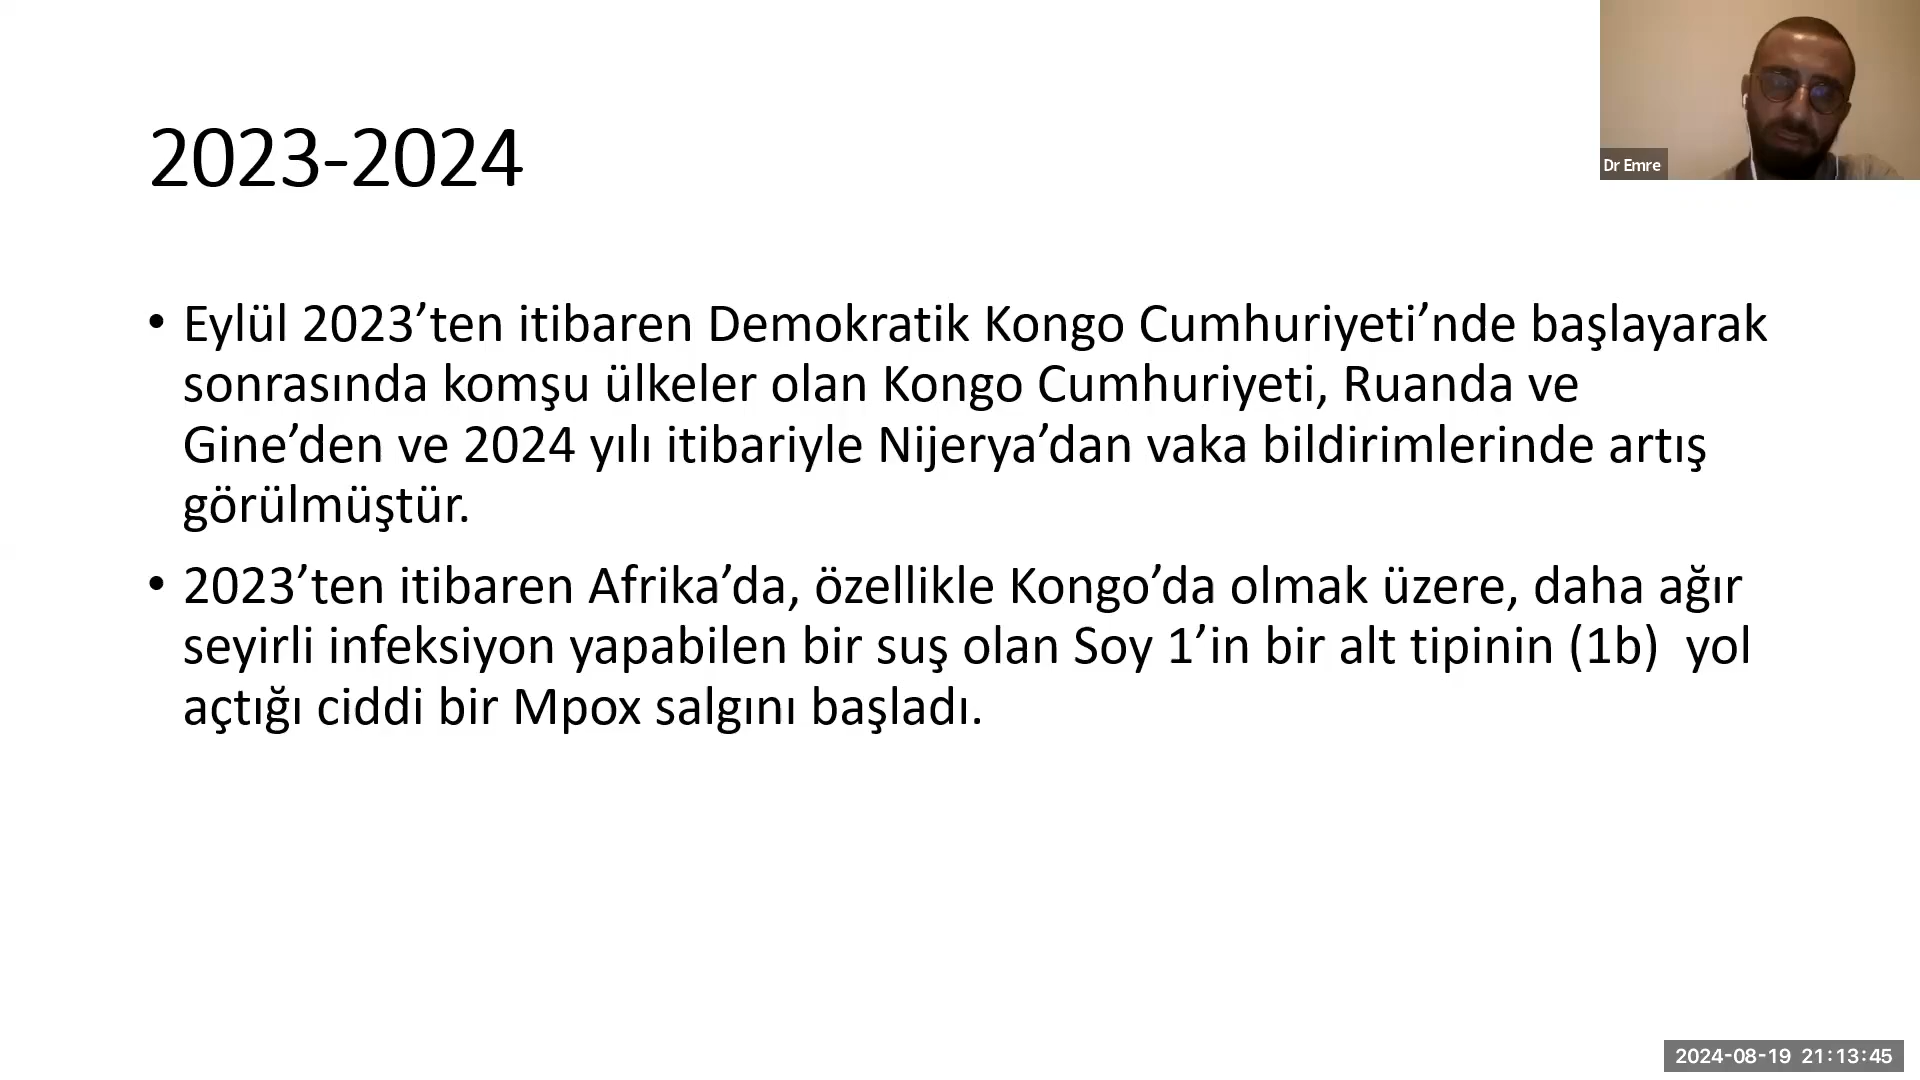 2023-2024
Dr Emre
• Eylül 2023’ten itibaren Demokratik Kongo Cumhuriyeti’nde başlayarak
sonrasında komşu ülkeler olan Kongo Cumhuriyeti, Ruanda ve
Gine’den ve 2024 yılı itibariyle Nijerya’dan vaka bildirimlerinde artış
görülmüştür.
• 2023’ten itibaren Afrika’da, özellikle Kongo’da olmak üzere, daha ağır
seyirli infeksiyon yapabilen bir suş olan Soy 1’in bir alt tipinin (1b)  yol
açtığı ciddi bir Mpox salgını başladı.
2024-08-19 21:13:45